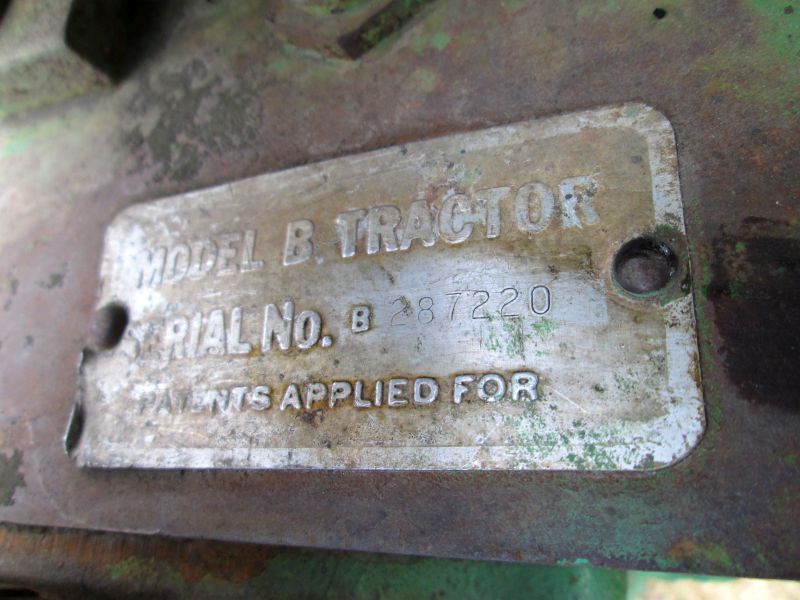 MODEL B. TRACTOR
SERIAL No. B 287220
PATENTS APPLIED FOR